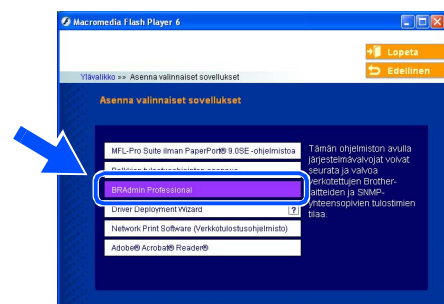 Macromedia Flash Player 6
Lopeta
Edellinen
Ylävalikko »» Asenna valinnaiset sovellukset
Asenna valinnaiset sovellukset
MFL-Pro Suite ilman PaperPort® 9.0SE -ohjelmistoa
BRAdmin Professional
Driver Deployment Wizard
?
Network Print Software (Verkkotulostusohjelmisto)
Adobe® Acrobat® Reader®
Tämän ohjelmiston avulla
järjestelmävalvojat voivat
seurata ja valvoa
verkotettujen Brother-
laitteiden ja SNMP-
yhteensopivien tulostimien
tilaa.